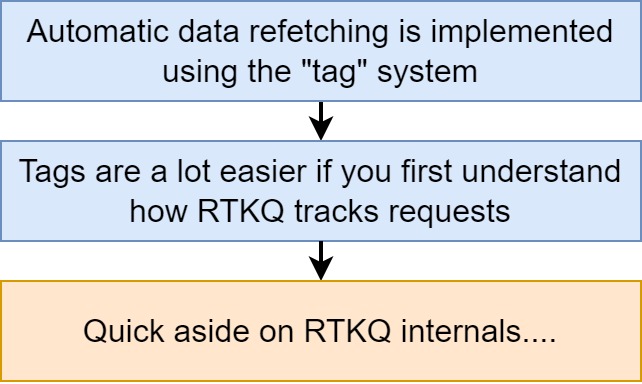 Automatic data refetching is implemented
using the "tag" system
Tags are a lot easier if you first understand
how RTKQ tracks requests
Quick aside on RTKQ internals....